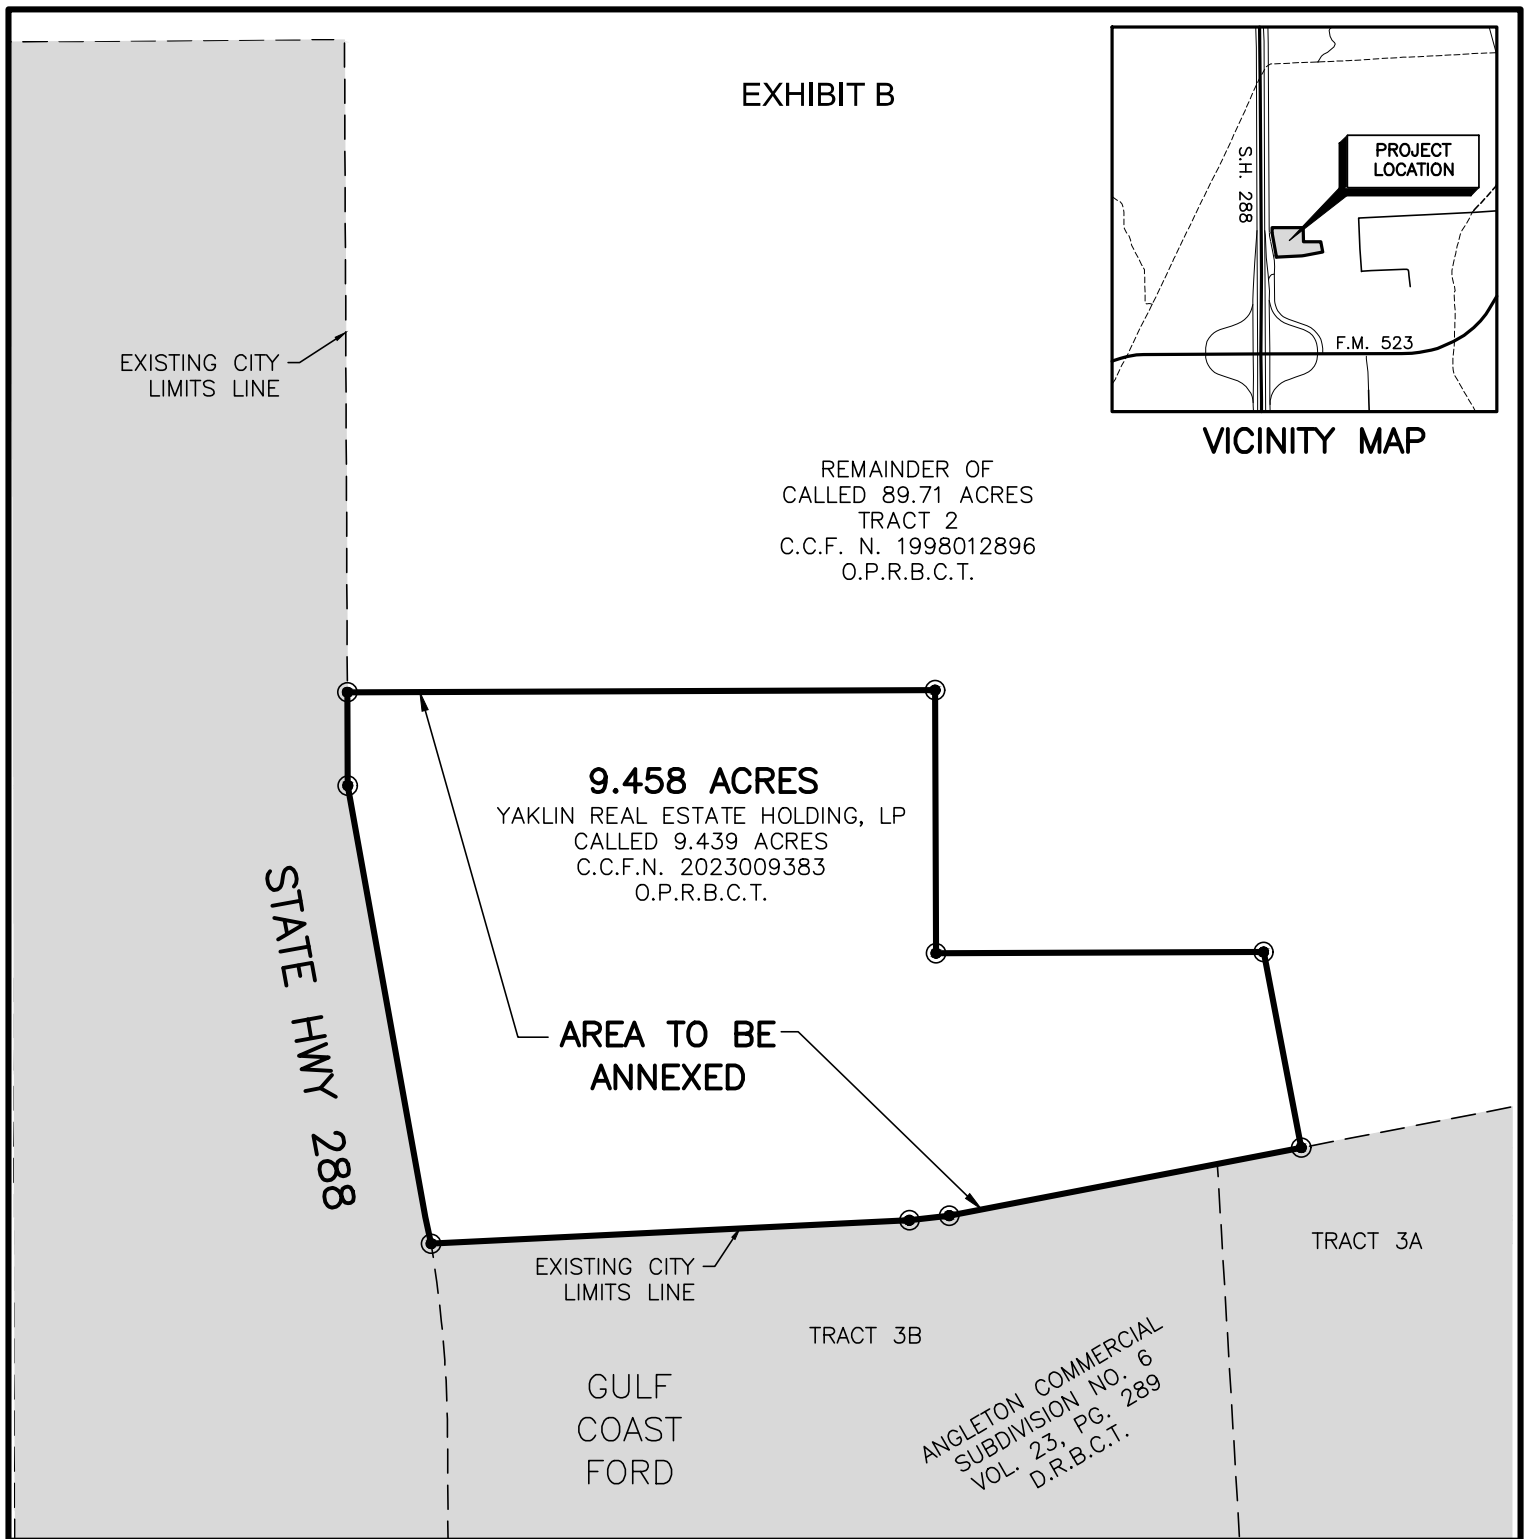 EXHIBIT B
S.H. 288
PROJECT
LOCATION
F.M. 523
VICINITY MAP
EXISTING CITY
LIMITS LINE
REMAINDER OF
CALLED 89.71 ACRES
TRACT 2
C.C.F. N. 1998012896
O.P.R.B.C.T.
9.458 ACRES
YAKLIN REAL ESTATE HOLDING, LP
CALLED 9.439 ACRES
C.C.F.N. 2023009383
O.P.R.B.C.T.
STATE HWY 288
AREA TO BE
ANNEXED
EXISTING CITY
LIMITS LINE
TRACT 3A
TRACT 3B
GULF
COAST
FORD
ANGLETON COMMERCIAL
SUBDIVISION NO. 6
VOL. 23, PG. 289
D.R.B.C.T.